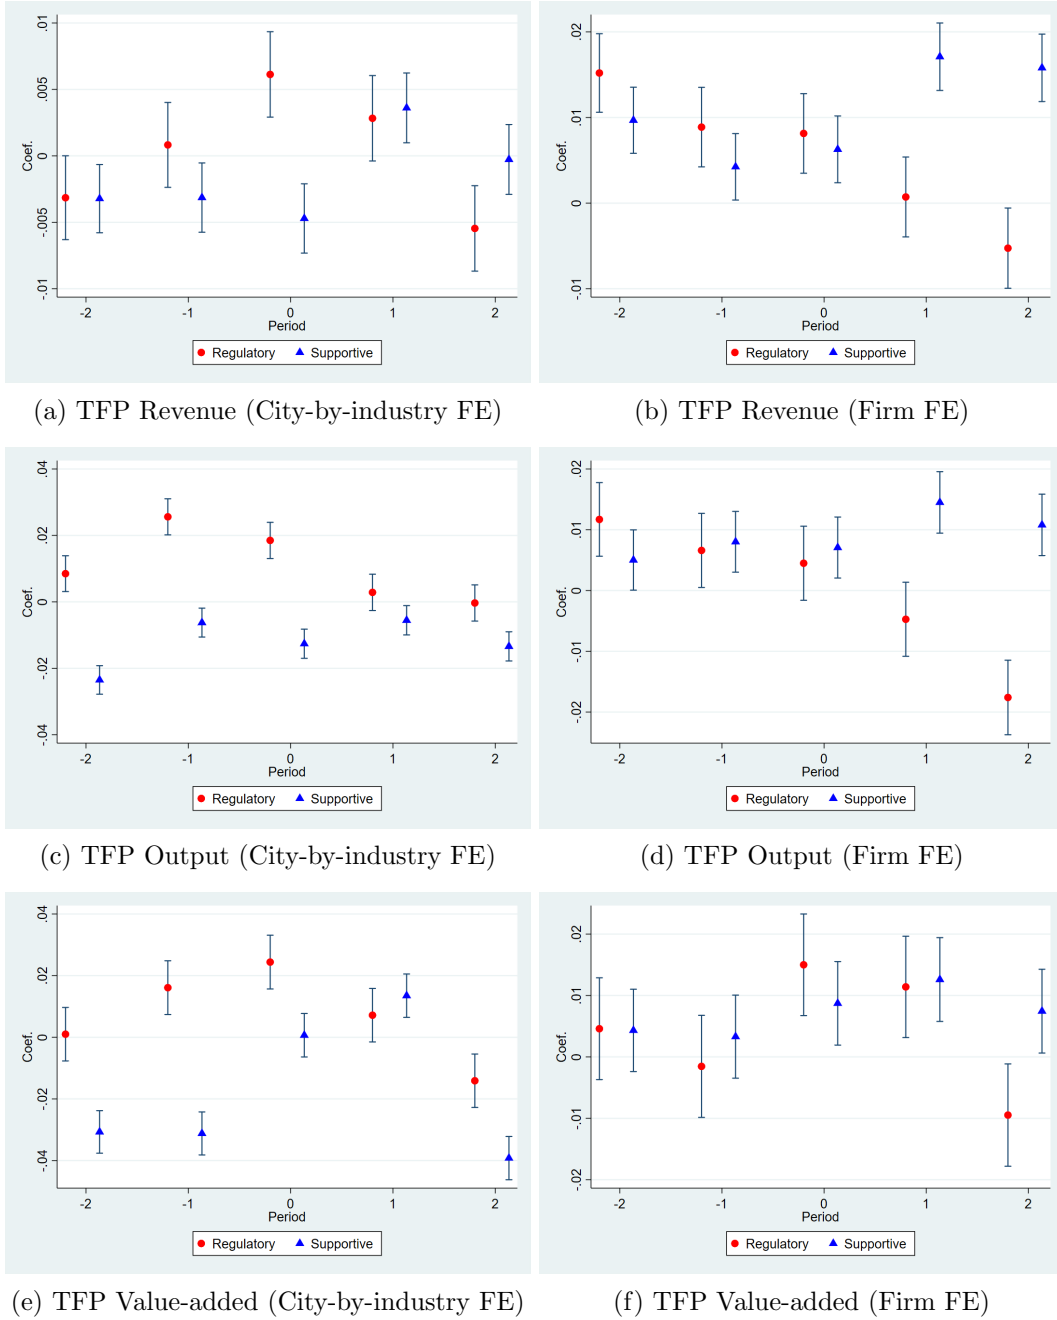 .01
.005
0
-.005
-.01
Coef.
-2 -1 0 1 2
Period
Regulatory Supportive
(a) TFP Revenue (City-by-industry FE)
.02
.01
0
-.01
Coef.
-2 -1 0 1 2
Period
Regulatory Supportive
(b) TFP Revenue (Firm FE)
.04
.02
0
-.02
-.04
Coef.
-2 -1 0 1 2
Period
Regulatory Supportive
(c) TFP Output (City-by-industry FE)
.02
.01
0
-.01
-.02
Coef.
-2 -1 0 1 2
Period
Regulatory Supportive
(d) TFP Output (Firm FE)
.04
.02
0
-.02
-.04
Coef.
-2 -1 0 1 2
Period
Regulatory Supportive
(e) TFP Value-added (City-by-industry FE)
.02
.01
0
-.01
-.02
Coef.
-2 -1 0 1 2
Period
Regulatory Supportive
(f) TFP Value-added (Firm FE)